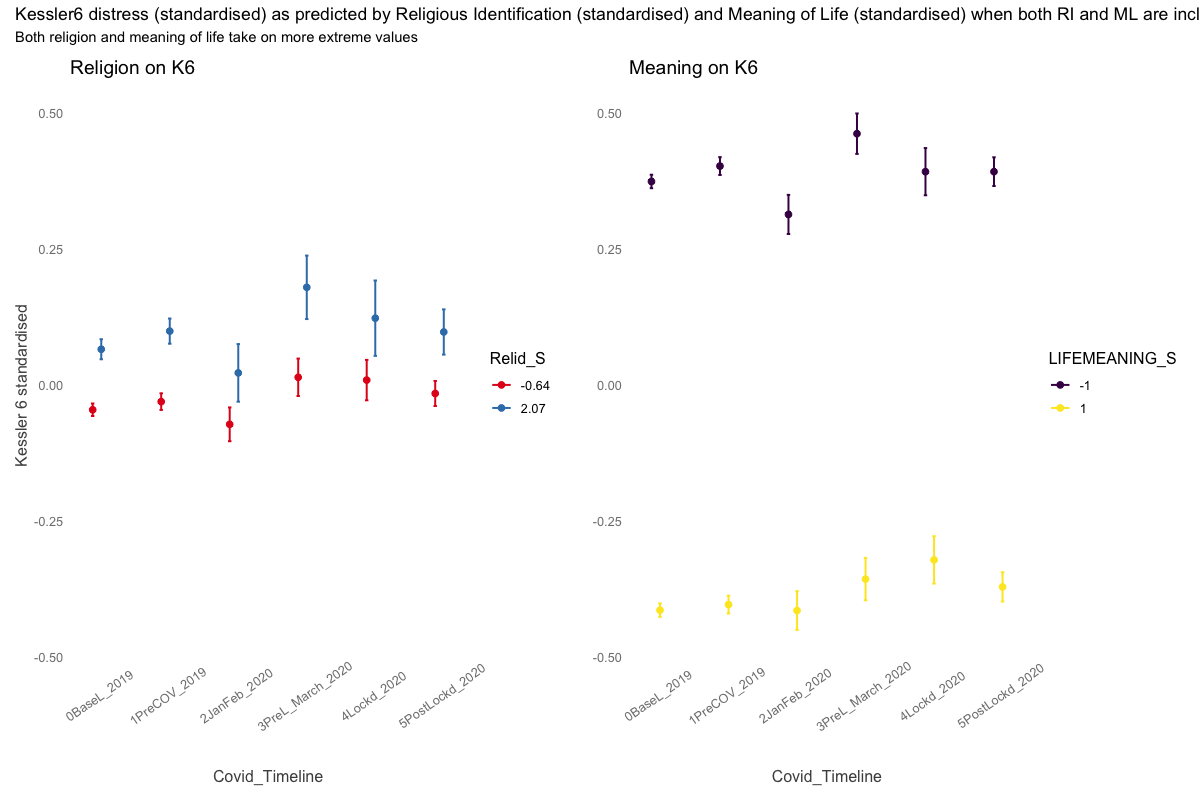 Kessler6 distress (standardised) as predicted by Religious Identification (standardised) and Meaning of Life (standardised) when both RI and ML are incl
Both religion and meaning of life take on more extreme values
Religion on K6
Kessler 6 standardised
0.50
0.25
0.00
-0.25
-0.50
0BaseL_2019
1PreCOV_2019
2JanFeb_2020
3PreL_March_2020
4Lockd_2020
5PostLockd_2020
Covid_Timeline
Relid_S
-0.64
2.07
Meaning on K6
0.50
0.25
0.00
-0.25
-0.50
0BaseL_2019
1PreCOV_2019
2JanFeb_2020
3PreL_March_2020
4Lockd_2020
5PostLockd_2020
Covid_Timeline
LIFEMEANING_S
-1
1